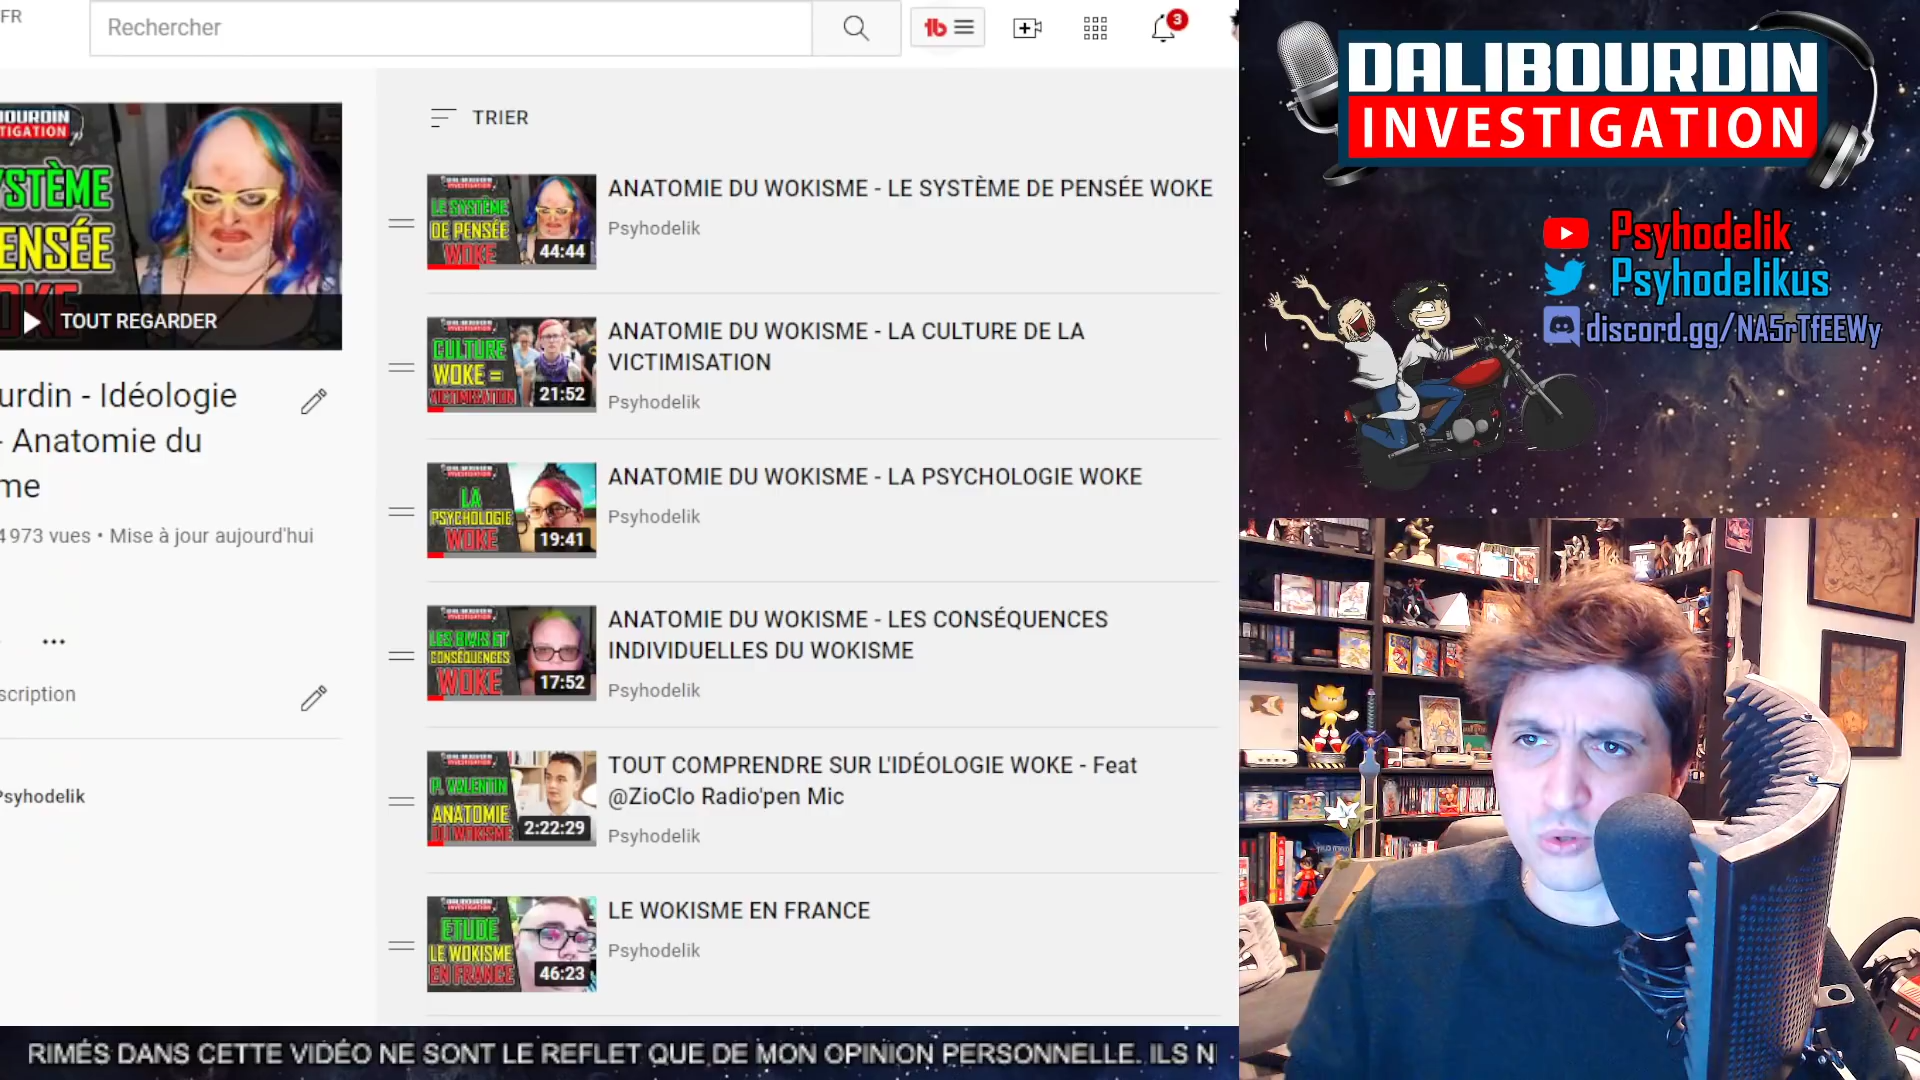 FR
Rechercher
3
DALIBOURDIN
INVESTIGATION
Psyhodelik
Psyhodelikus
discord.gg/NA5rTfEEWy
TRIER
OURDIN
TIGATION
YSTÈME
ENSÉE
OKE
TOUT REGARDER
urdin - Idéologie
- Anatomie du
me
4 973 vues • Mise à jour aujourd'hui
scription
Psyhodelik
LE SYSTÈME
DE PENSÉE
WOKE
44:44
ANATOMIE DU WOKISME - LE SYSTÈME DE PENSÉE WOKE
Psyhodelik
CULTURE
WOKE =
VICTIMISATION
21:52
ANATOMIE DU WOKISME - LA CULTURE DE LA
VICTIMISATION
Psyhodelik
LA
PSYCHOLOGIE
WOKE
19:41
ANATOMIE DU WOKISME - LA PSYCHOLOGIE WOKE
Psyhodelik
CONSÉQUENCES
WOKE
17:52
ANATOMIE DU WOKISME - LES CONSÉQUENCES
INDIVIDUELLES DU WOKISME
Psyhodelik
P. VALENTIN
ANATOMIE
DU WOKISME
2:22:29
TOUT COMPRENDRE SUR L'IDÉOLOGIE WOKE - Feat
@ZioClo Radio'pen Mic
Psyhodelik
ETUDE
LE WOKISME
EN FRANCE
46:23
LE WOKISME EN FRANCE
Psyhodelik
RIMÉS DANS CETTE VIDÉO NE SONT LE REFLET QUE DE MON OPINION PERSONNELLE. ILS N